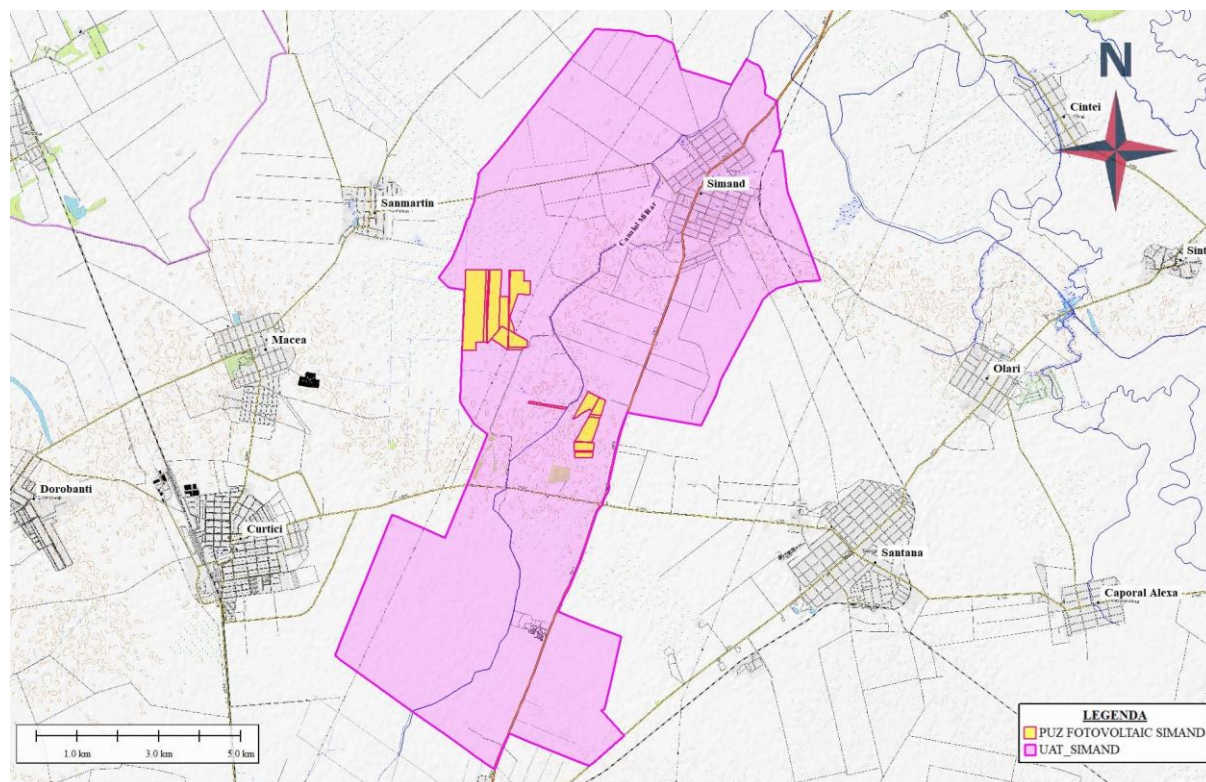 N
Cintei
Simand
Sanmartin
Canalul Militar
Sint
Macea
Olari
Dorobanti
Curtici
Santana
Caporal Alexa
1.0 km
3.0 km
5.0 km
LEGENDA
PUZ FOTOVOLTAIC SIMAND
UAT_SIMAND